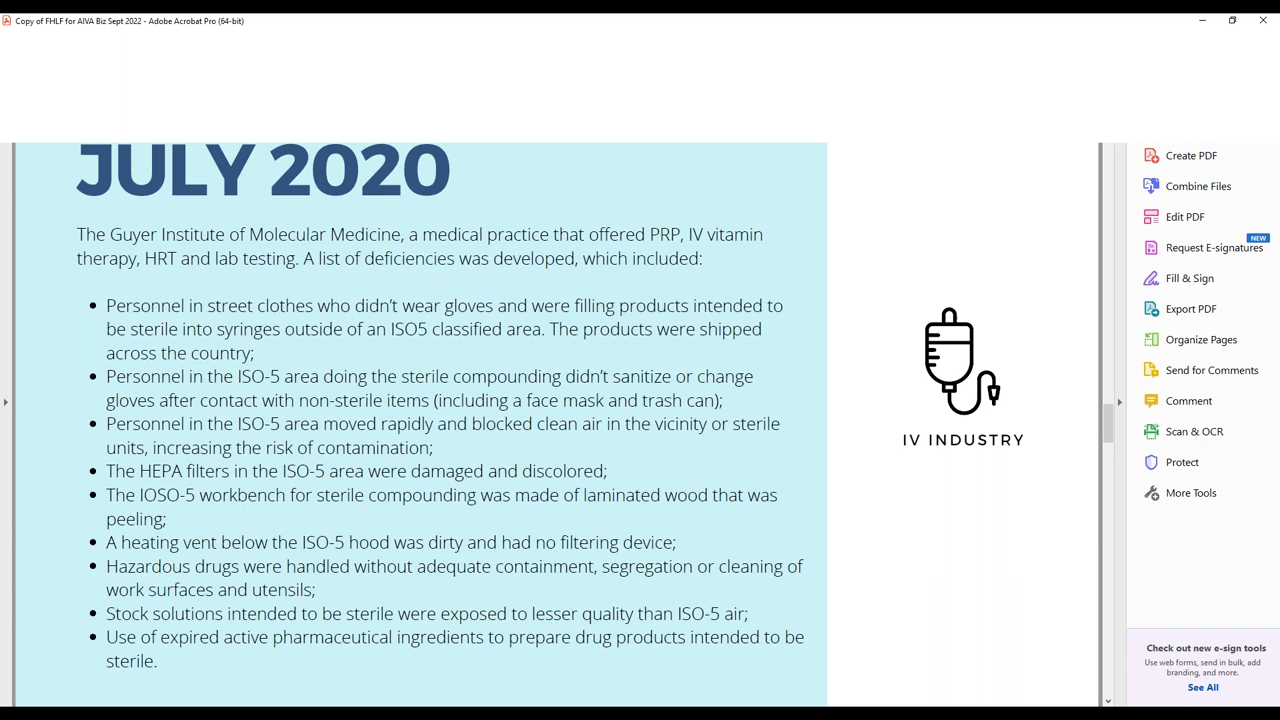 Copy of FHLF for AIVA Biz Sept 2022 - Adobe Acrobat Pro (64-bit)
JULY 2020
The Guyer Institute of Molecular Medicine, a medical practice that offered PRP, IV vitamin
therapy, HRT and lab testing. A list of deficiencies was developed, which included:
• Personnel in street clothes who didn't wear gloves and were filling products intended to
be sterile into syringes outside of an ISO5 classified area. The products were shipped
across the country;
• Personnel in the ISO-5 area doing the sterile compounding didn't sanitize or change
gloves after contact with non-sterile items (including a face mask and trash can);
• Personnel in the ISO-5 area moved rapidly and blocked clean air in the vicinity or sterile
units, increasing the risk of contamination;
• The HEPA filters in the ISO-5 area were damaged and discolored;
• The IOSO-5 workbench for sterile compounding was made of laminated wood that was
peeling;
• A heating vent below the ISO-5 hood was dirty and had no filtering device;
• Hazardous drugs were handled without adequate containment, segregation or cleaning of
work surfaces and utensils;
• Stock solutions intended to be sterile were exposed to lesser quality than ISO-5 air;
• Use of expired active pharmaceutical ingredients to prepare drug products intended to be
sterile.
IV INDUSTRY
Create PDF
Combine Files
Edit PDF
NEW
Request E-signatures
Fill & Sign
Export PDF
Organize Pages
Send for Comments
Comment
Scan & OCR
Protect
More Tools
Check out new e-sign tools
Use web forms, send in bulk, add
branding, and more.
See All